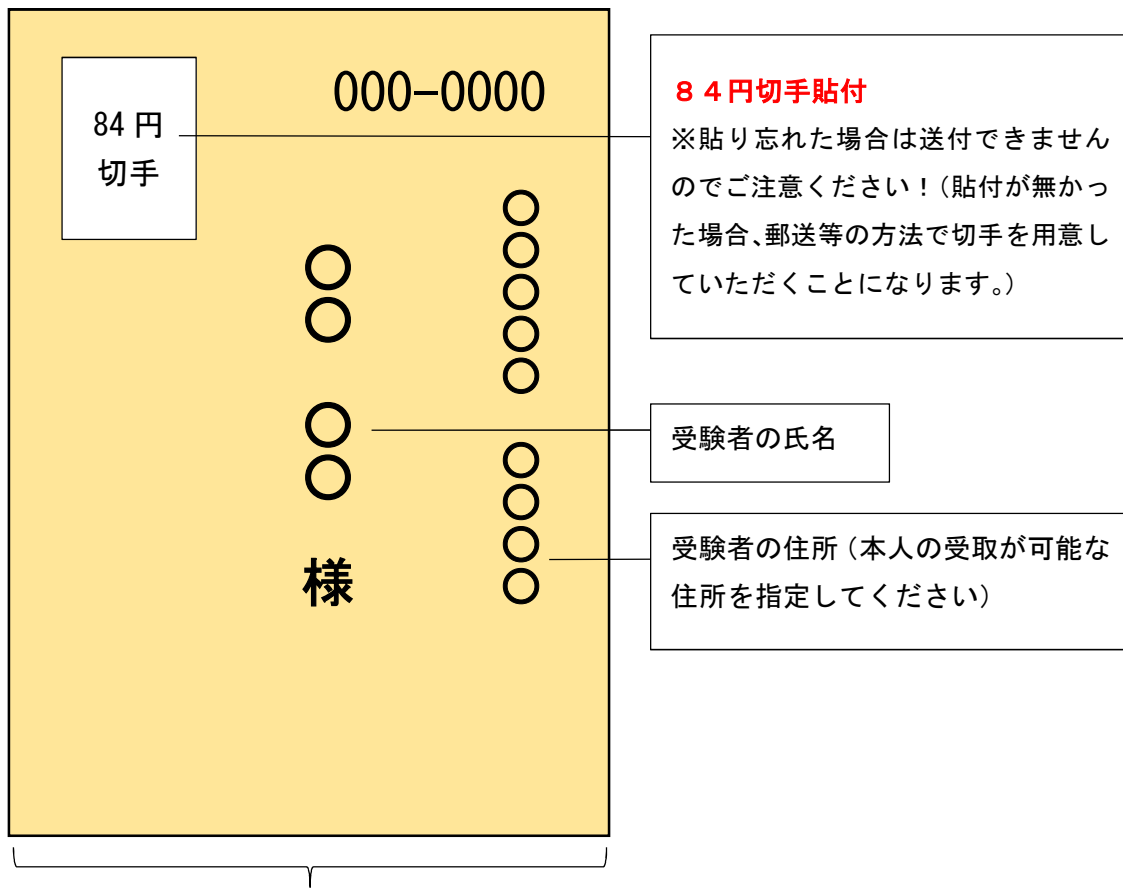 84円
切手
000-0000
○○○○○ ○○○○
○○ ○○ 様
８４円切手貼付
※貼り忘れた場合は送付できません
のでご注意ください！（貼付が無かっ
た場合、郵送等の方法で切手を用意し
ていただくことになります。）
受験者の氏名
受験者の住所（本人の受取が可能な
住所を指定してください）